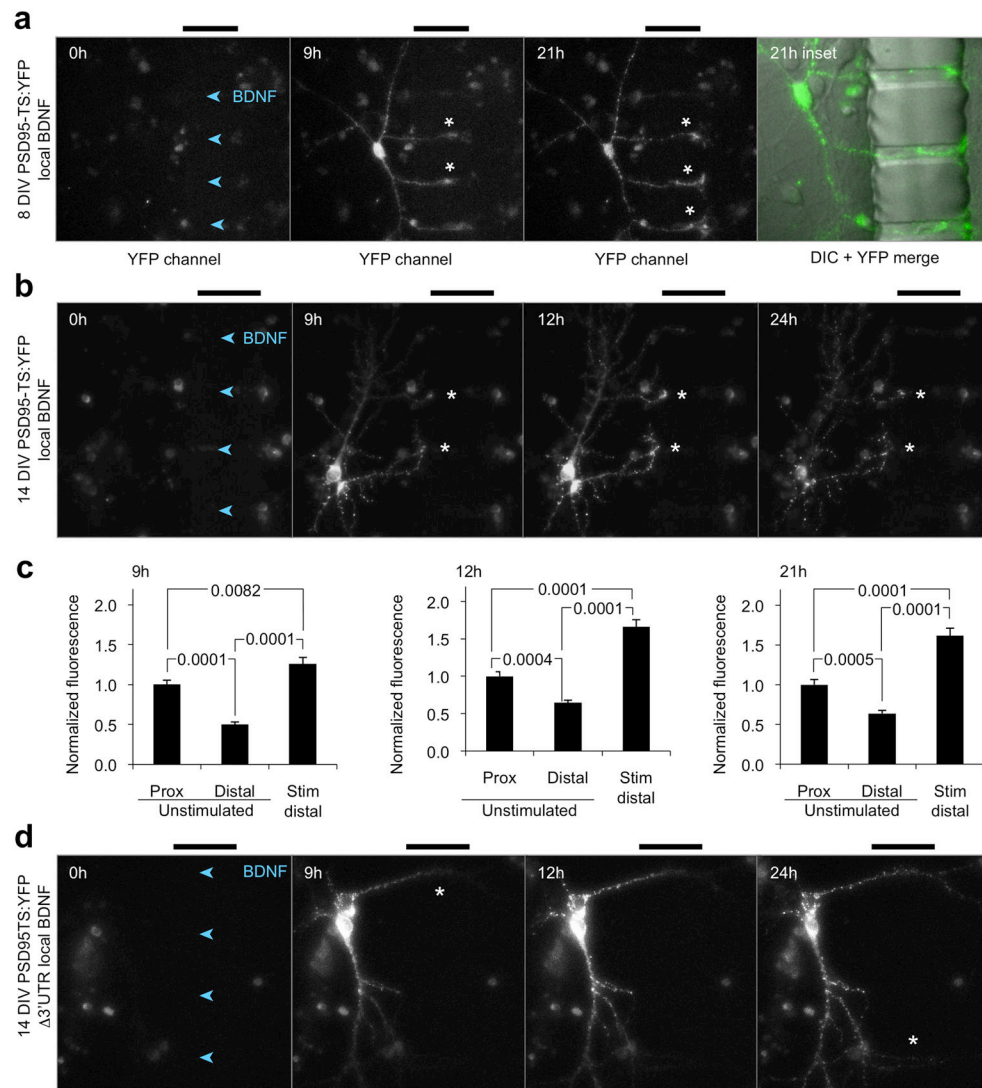 a
8 DIV PSD95-TS:YFP
local BDNF
0h
BDNF
9h
*
*
21h
*
*
*
21h inset
YFP channel
YFP channel
YFP channel
DIC + YFP merge
b
14 DIV PSD95-TS:YFP
local BDNF
0h
BDNF
9h
*
*
12h
*
*
24h
*
*
c
9h
Normalized fluorescence
2.0
1.5
1.0
0.5
0.0
0.0082
0.0001
0.0001
Prox
Distal
Stim
distal
Unstimulated
12h
Normalized fluorescence
2.0
1.5
1.0
0.5
0.0
0.0001
0.0001
0.0004
Prox
Distal
Stim
distal
Unstimulated
21h
Normalized fluorescence
2.0
1.5
1.0
0.5
0.0
0.0001
0.0001
0.0005
Prox
Distal
Stim
distal
Unstimulated
d
14 DIV PSD95TS:YFP
Δ3'UTR local BDNF
0h
BDNF
9h
*
12h
24h
*